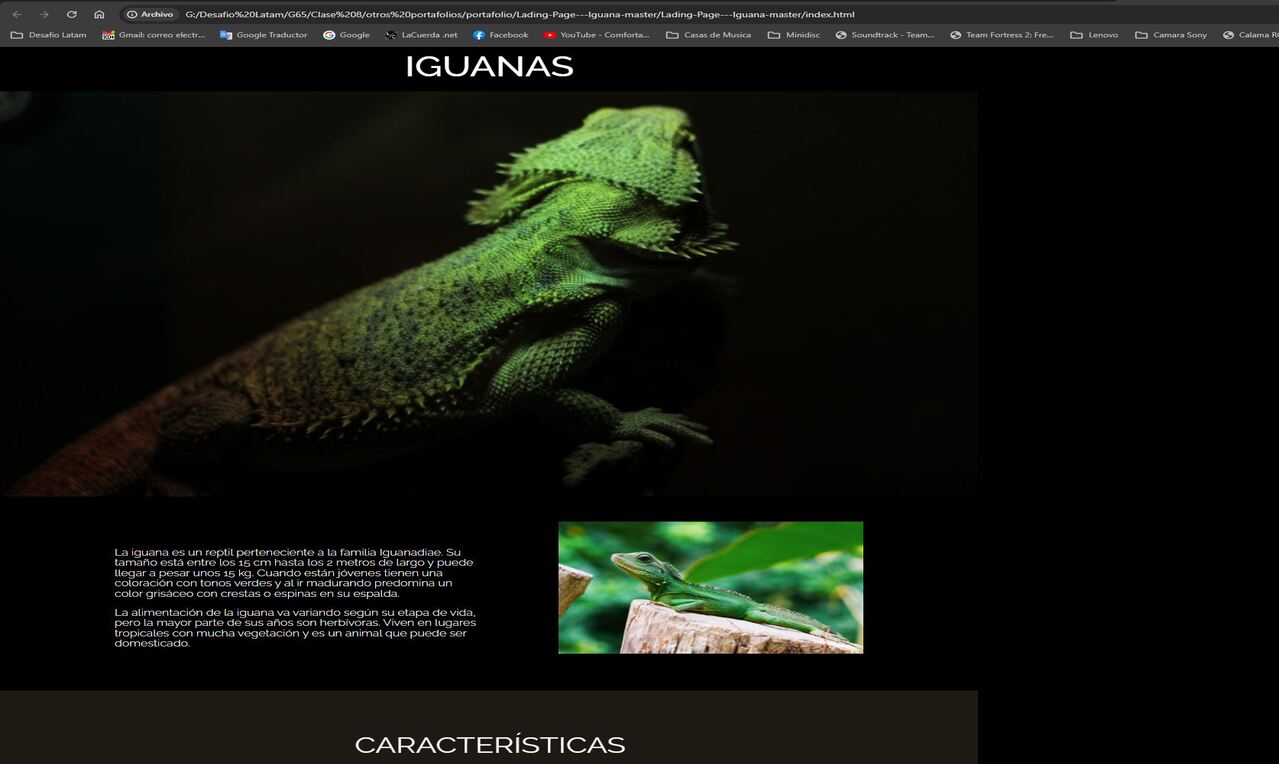 Archivo G:/Desafio%20Latam/G65/Clase%208/otros%20portafolios/portafolio/Lading-Page---Iguana-master/Lading-Page---Iguana-master/index.html
Desafio Latam Gmail: correo electr... Google Traductor Google LaCuerda .net Facebook YouTube - Comforta... Casas de Musica Minidisc Soundtrack - Team... Team Fortress 2: Fre... Lenovo Camara Sony Calama
IGUANAS
La iguana es un reptil perteneciente a la familia Iguanadiae. Su
tamaño está entre los 15 cm hasta los 2 metros de largo y puede
llegar a pesar unos 15 kg. Cuando están jóvenes tienen una
coloración con tonos verdes y al ir madurando predomina un
color grisáceo con crestas o espinas en su espalda.
La alimentación de la iguana va variando según su etapa de vida,
pero la mayor parte de sus años son herbívoras. Viven en lugares
tropicales con mucha vegetación y es un animal que puede ser
domesticado.
CARACTERÍSTICAS